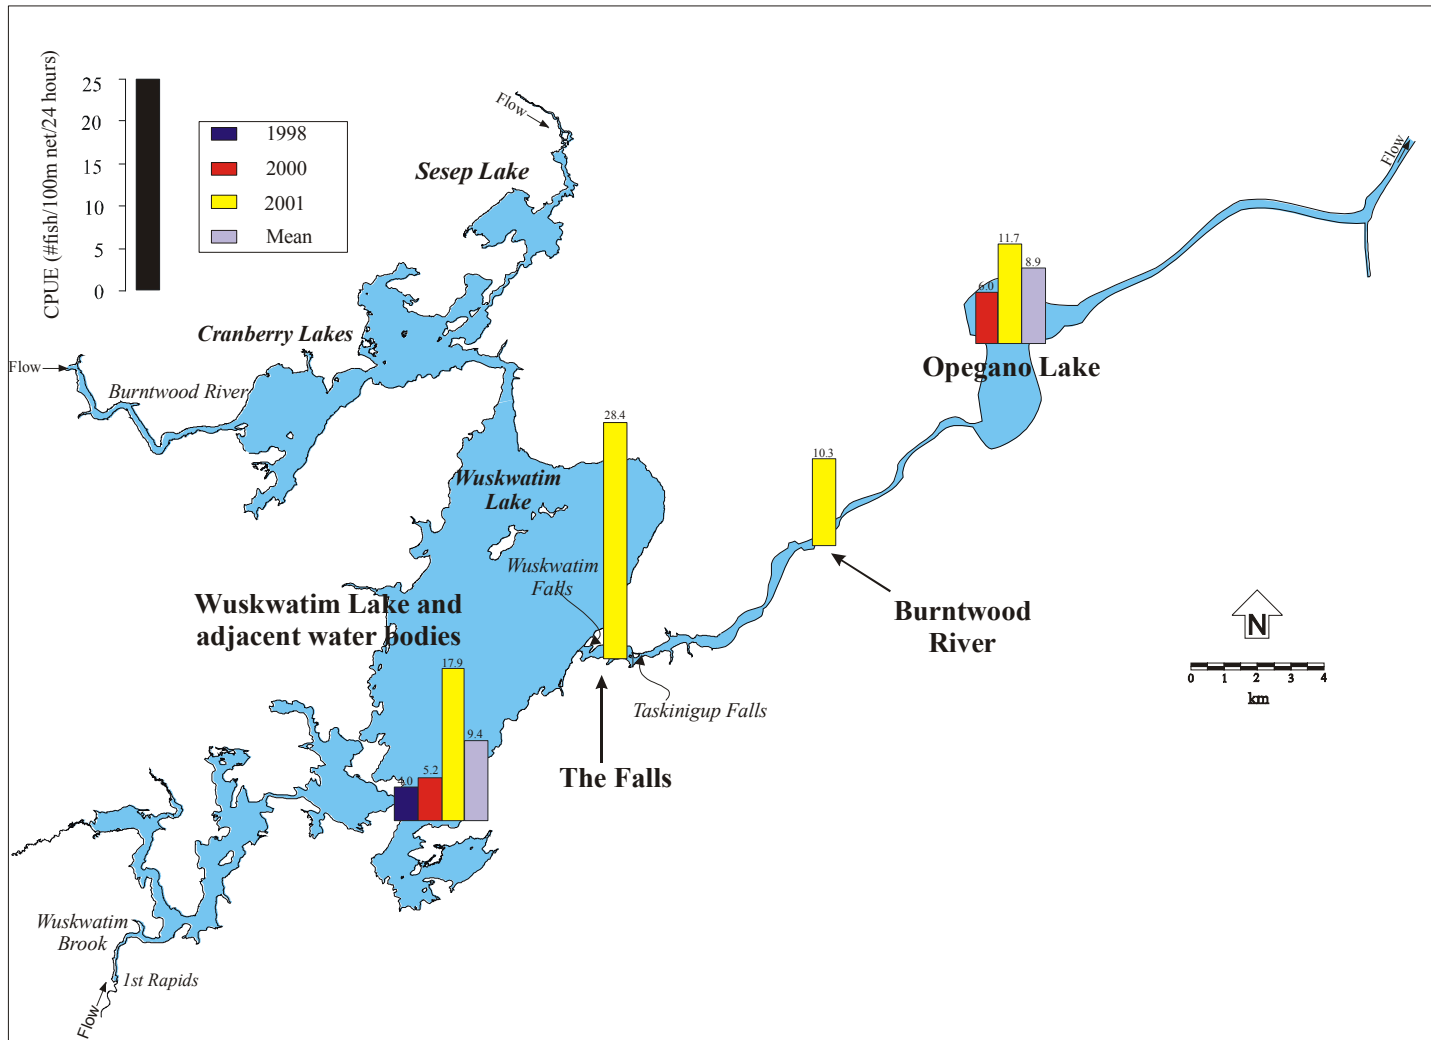 CPUE (#fish/100m net/24 hours)
25
20
15
10
5
0
1998
2000
2001
Mean
Flow
Sesep Lake
Flow
11.7
8.9
6.0
Opegano Lake
Cranberry Lakes
Flow
Burntwood River
28.4
10.3
Wuskwatim
Lake
Wuskwatim
Falls
Wuskwatim Lake and
adjacent water bodies
Burntwood
River
N
0 1 2 3 4
km
17.9
9.4
5.2
4.0
Taskinigup Falls
The Falls
Wuskwatim
Brook
1st Rapids
Flow